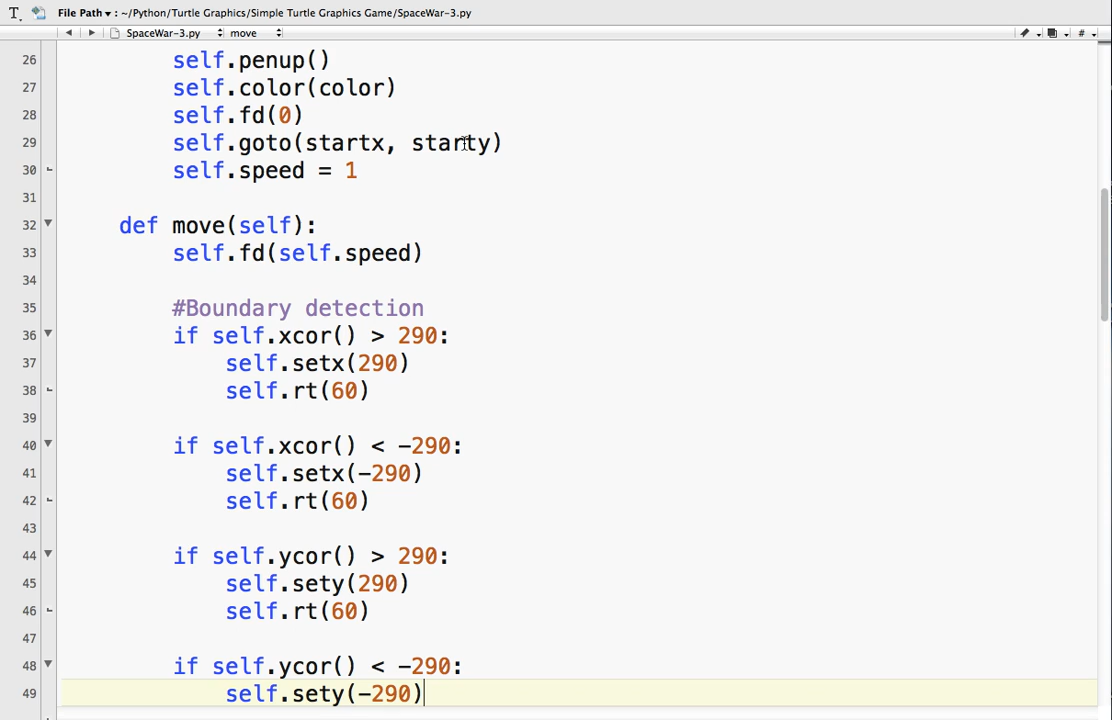 File Path ▾ : ~/Python/Turtle Graphics/Simple Turtle Graphics Game/SpaceWar-3.py
SpaceWar-3.py move #
26 self.penup()
27 self.color(color)
28 self.fd(0)
29 self.goto(startx, starty)
30 self.speed = 1
31
32 def move(self):
33 self.fd(self.speed)
34
35 #Boundary detection
36 if self.xcor() > 290:
37 self.setx(290)
38 self.rt(60)
39
40 if self.xcor() < -290:
41 self.setx(-290)
42 self.rt(60)
43
44 if self.ycor() > 290:
45 self.sety(290)
46 self.rt(60)
47
48 if self.ycor() < -290:
49 self.sety(-290)